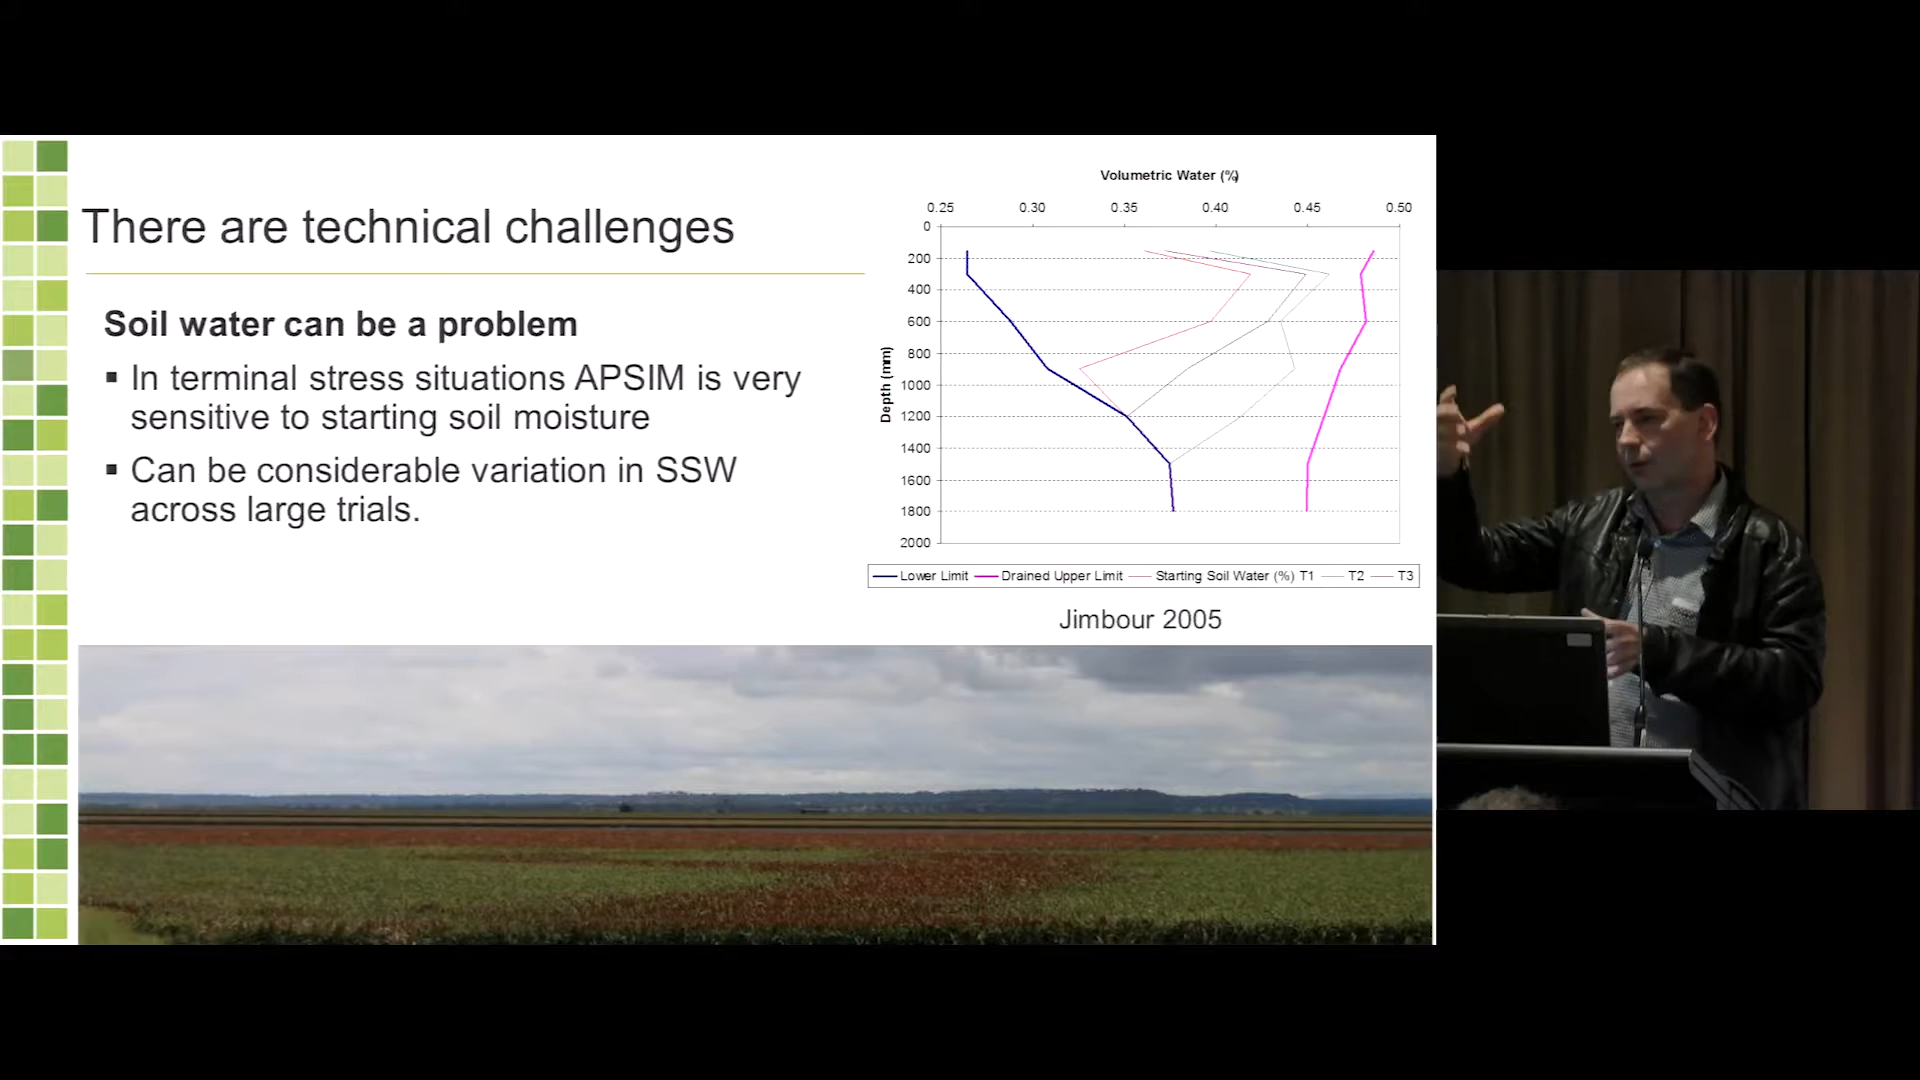 There are technical challenges
Soil water can be a problem
▪ In terminal stress situations APSIM is very
sensitive to starting soil moisture
▪ Can be considerable variation in SSW
across large trials.
Volumetric Water (%)
0.25 0.30 0.35 0.40 0.45 0.50
0
200
400
600
800
1000
1200
1400
1600
1800
2000
Depth (mm)
Lower Limit Drained Upper Limit Starting Soil Water (%) T1 T2 T3
Jimbour 2005